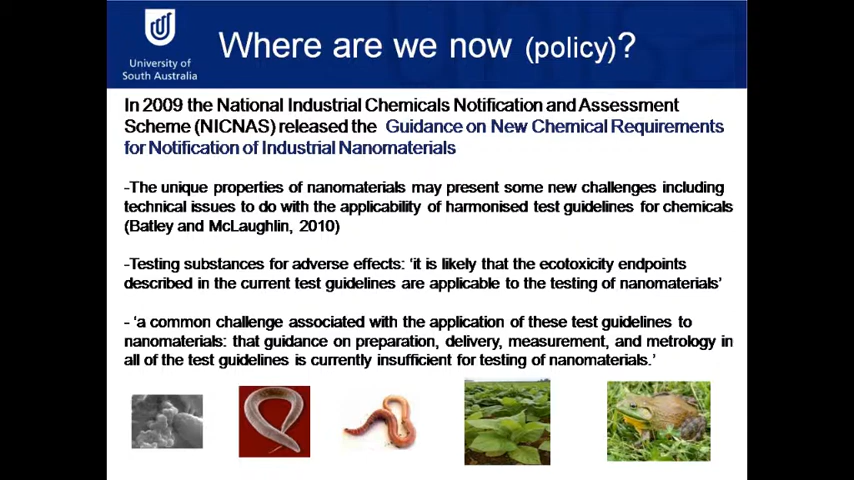 University of
South Australia
Where are we now (policy)?
In 2009 the National Industrial Chemicals Notification and Assessment
Scheme (NICNAS) released the Guidance on New Chemical Requirements
for Notification of Industrial Nanomaterials
-The unique properties of nanomaterials may present some new challenges including
technical issues to do with the applicability of harmonised test guidelines for chemicals
(Batley and McLaughlin, 2010)
-Testing substances for adverse effects: ‘it is likely that the ecotoxicity endpoints
described in the current test guidelines are applicable to the testing of nanomaterials’
- ‘a common challenge associated with the application of these test guidelines to
nanomaterials: that guidance on preparation, delivery, measurement, and metrology in
all of the test guidelines is currently insufficient for testing of nanomaterials.’